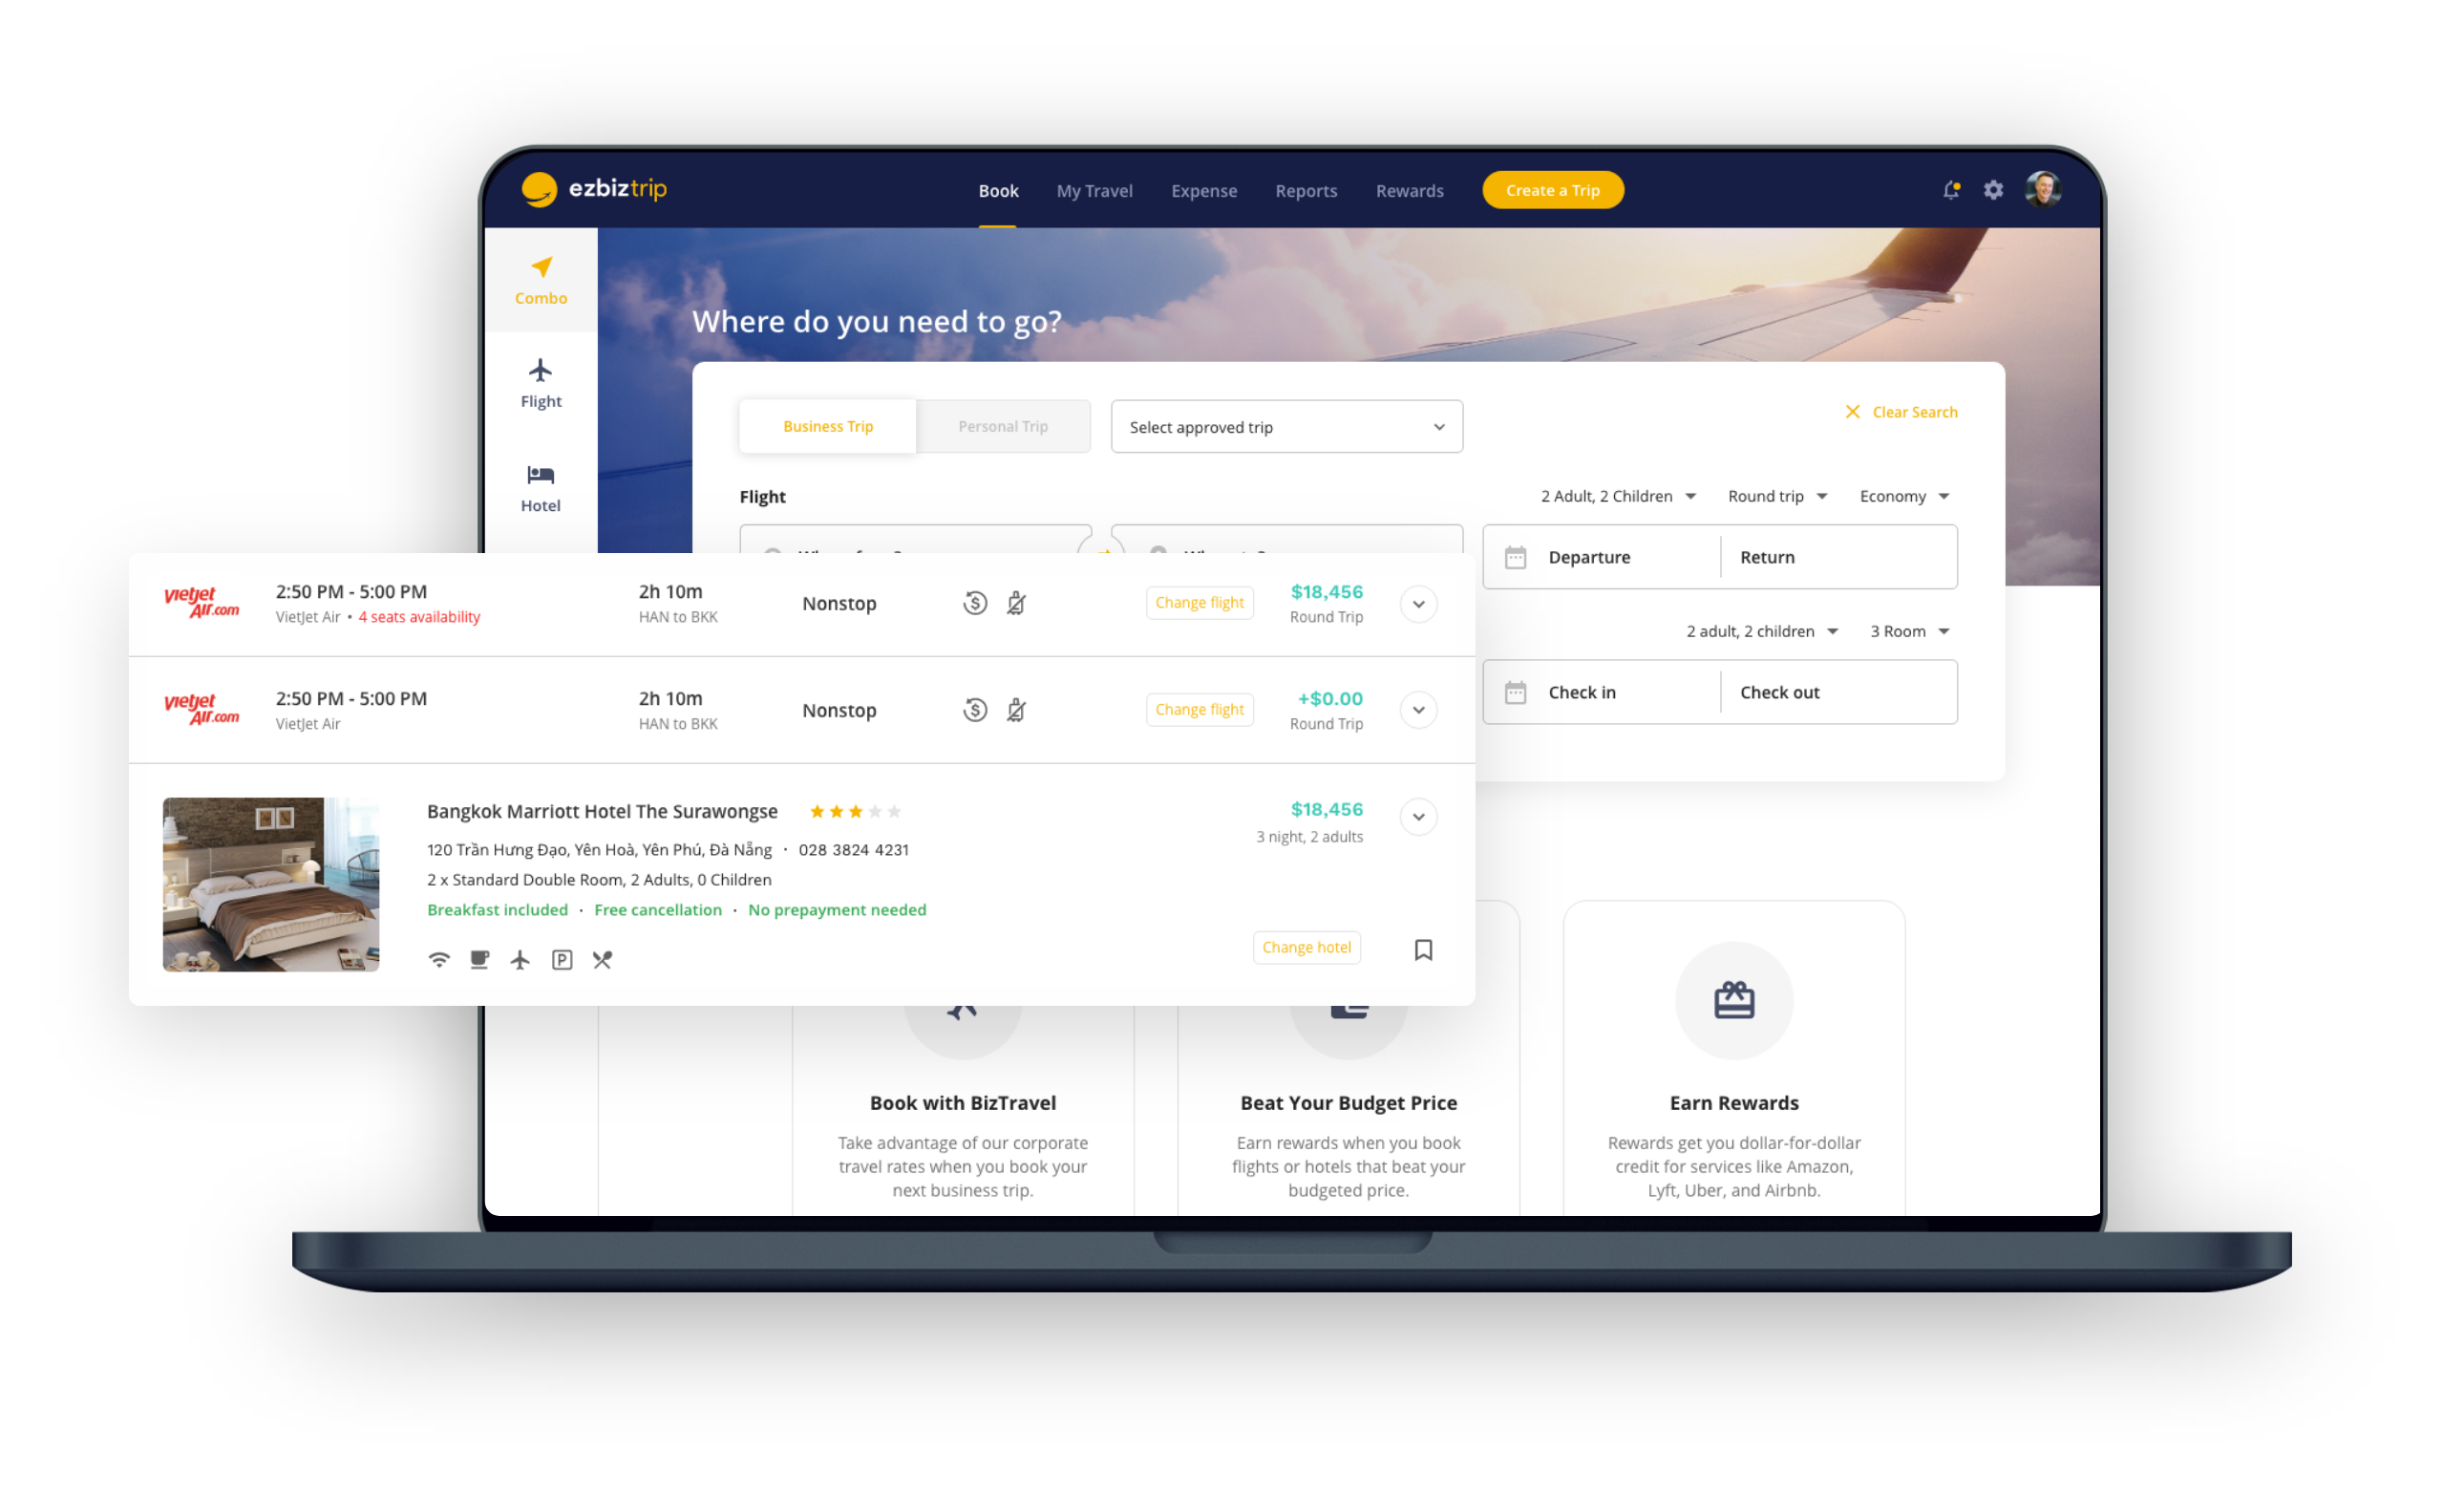 ezbiztrip
Book
My Travel
Expense
Reports
Rewards
Create a Trip
Combo
Flight
Hotel
Where do you need to go?
Business Trip
Personal Trip
Select approved trip
Clear Search
Flight
2 Adult, 2 Children
Round trip
Economy
Departure
Return
2 adult, 2 children
3 Room
Check in
Check out
vietjet Air.com
2:50 PM - 5:00 PM
VietJet Air • 4 seats availability
2h 10m
HAN to BKK
Nonstop
Change flight
$18,456
Round Trip
vietjet Air.com
2:50 PM - 5:00 PM
VietJet Air
2h 10m
HAN to BKK
Nonstop
Change flight
+$0.00
Round Trip
Bangkok Marriott Hotel The Surawongse
120 Trần Hưng Đạo, Yên Hoà, Yên Phú, Đà Nẵng · 028 3824 4231
2 x Standard Double Room, 2 Adults, 0 Children
Breakfast included · Free cancellation · No prepayment needed
P
$18,456
3 night, 2 adults
Change hotel
Book with BizTravel
Take advantage of our corporate
travel rates when you book your
next business trip.
Beat Your Budget Price
Earn rewards when you book
flights or hotels that beat your
budgeted price.
Earn Rewards
Rewards get you dollar-for-dollar
credit for services like Amazon,
Lyft, Uber, and Airbnb.